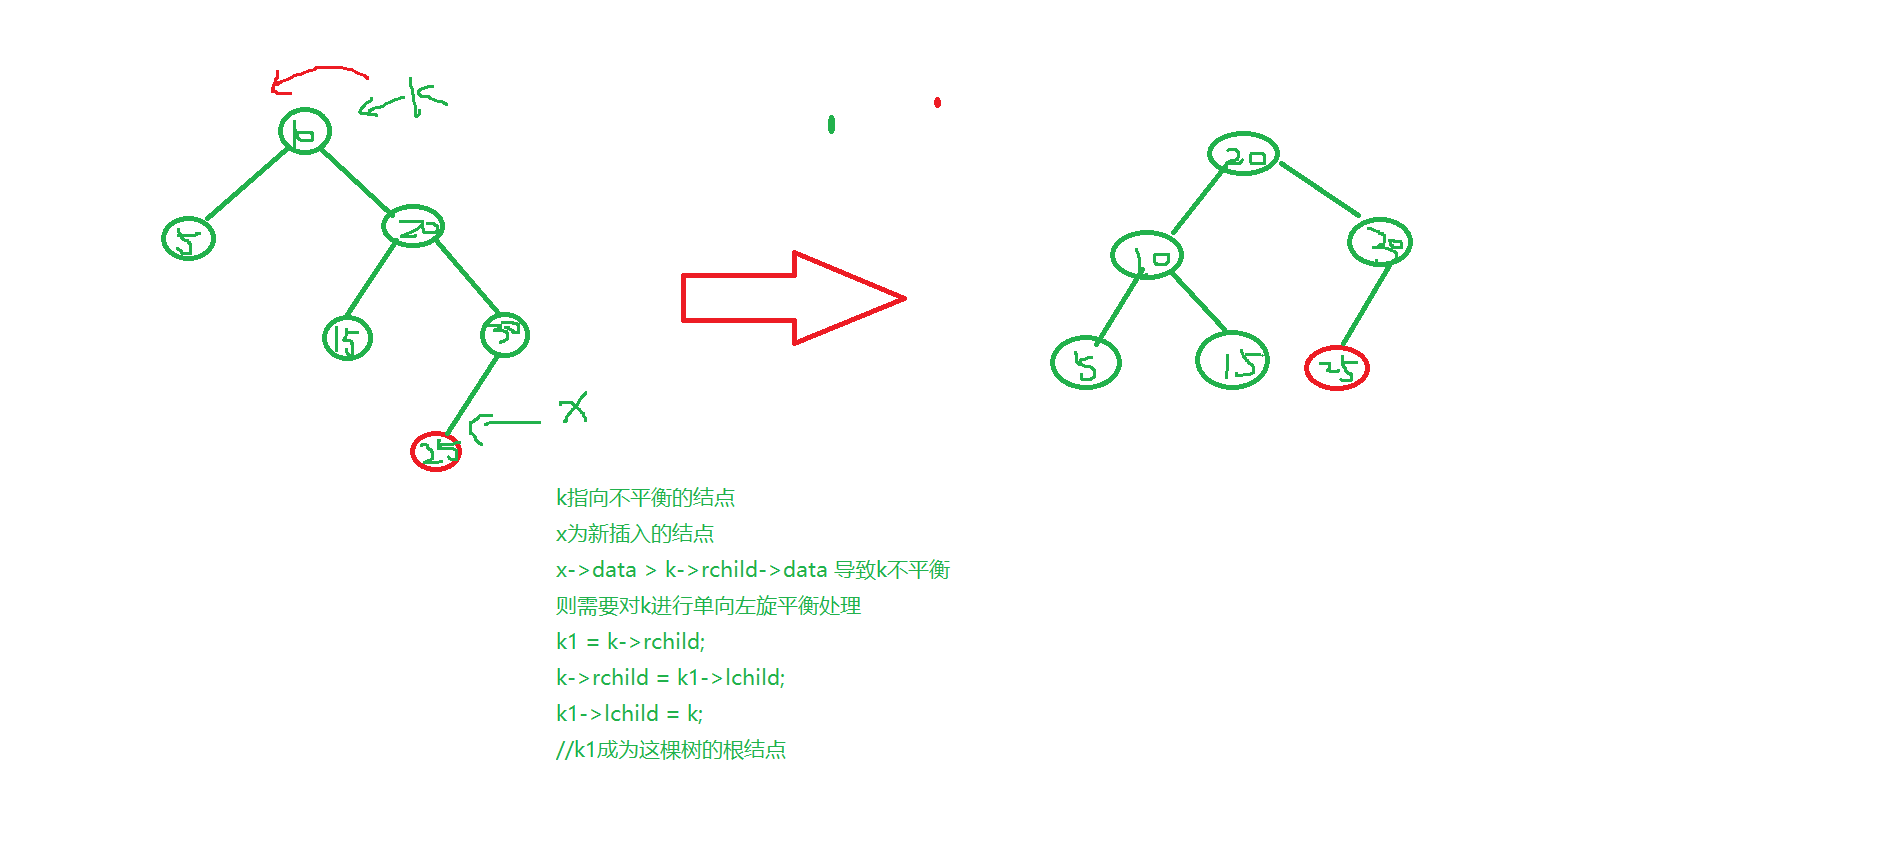 k
10
20
5
20
10
30
15
30
5
15
25
x
25
k指向不平衡的结点
x为新插入的结点
x->data > k->rchild->data 导致k不平衡
则需要对k进行单向左旋平衡处理
k1 = k->rchild;
k->rchild = k1->lchild;
k1->lchild = k;
//k1成为这棵树的根结点